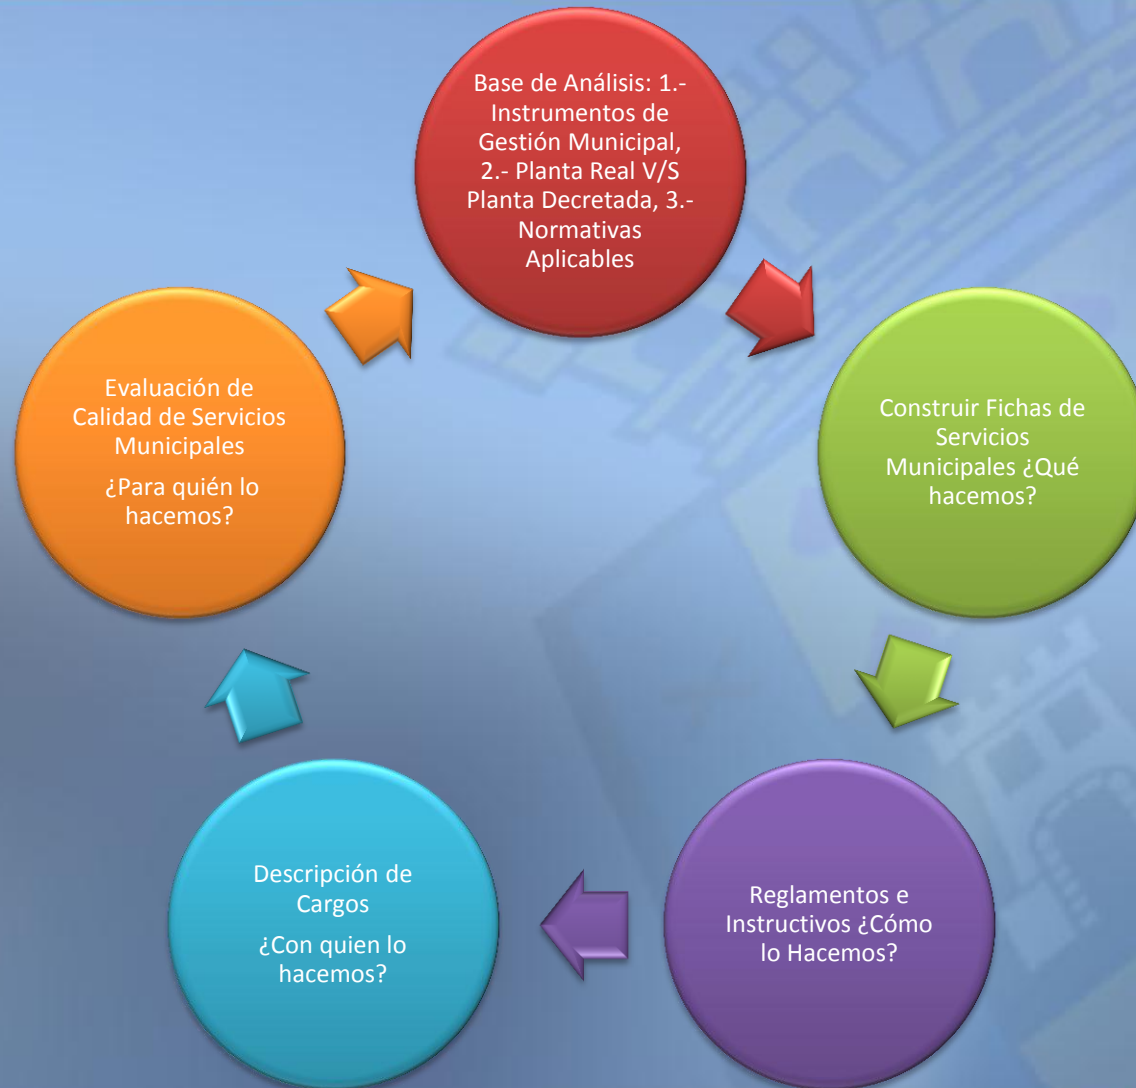 Base de Análisis: 1.-
Instrumentos de
Gestión Municipal,
2.- Planta Real V/S
Planta Decretada, 3.-
Normativas
Aplicables
Construir Fichas de
Servicios
Municipales ¿Qué
hacemos?
Reglamentos e
Instructivos ¿Cómo
lo Hacemos?
Descripción de
Cargos
¿Con quien lo
hacemos?
Evaluación de
Calidad de Servicios
Municipales
¿Para quién lo
hacemos?